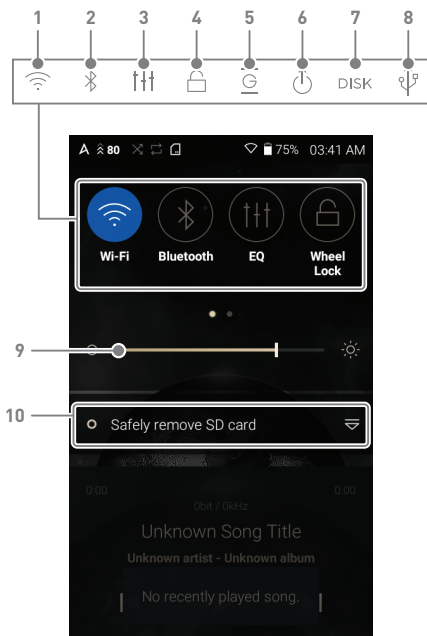 1 2 3 4 5 6 7 8
G DISK
A 80 75% 03:41 AM
Wi-Fi Bluetooth EQ Wheel Lock
9
10
Safely remove SD card
0:00 0:00
0bit / 0kHz
Unknown Song Title
Unknown artist - Unknown album
No recently played song.